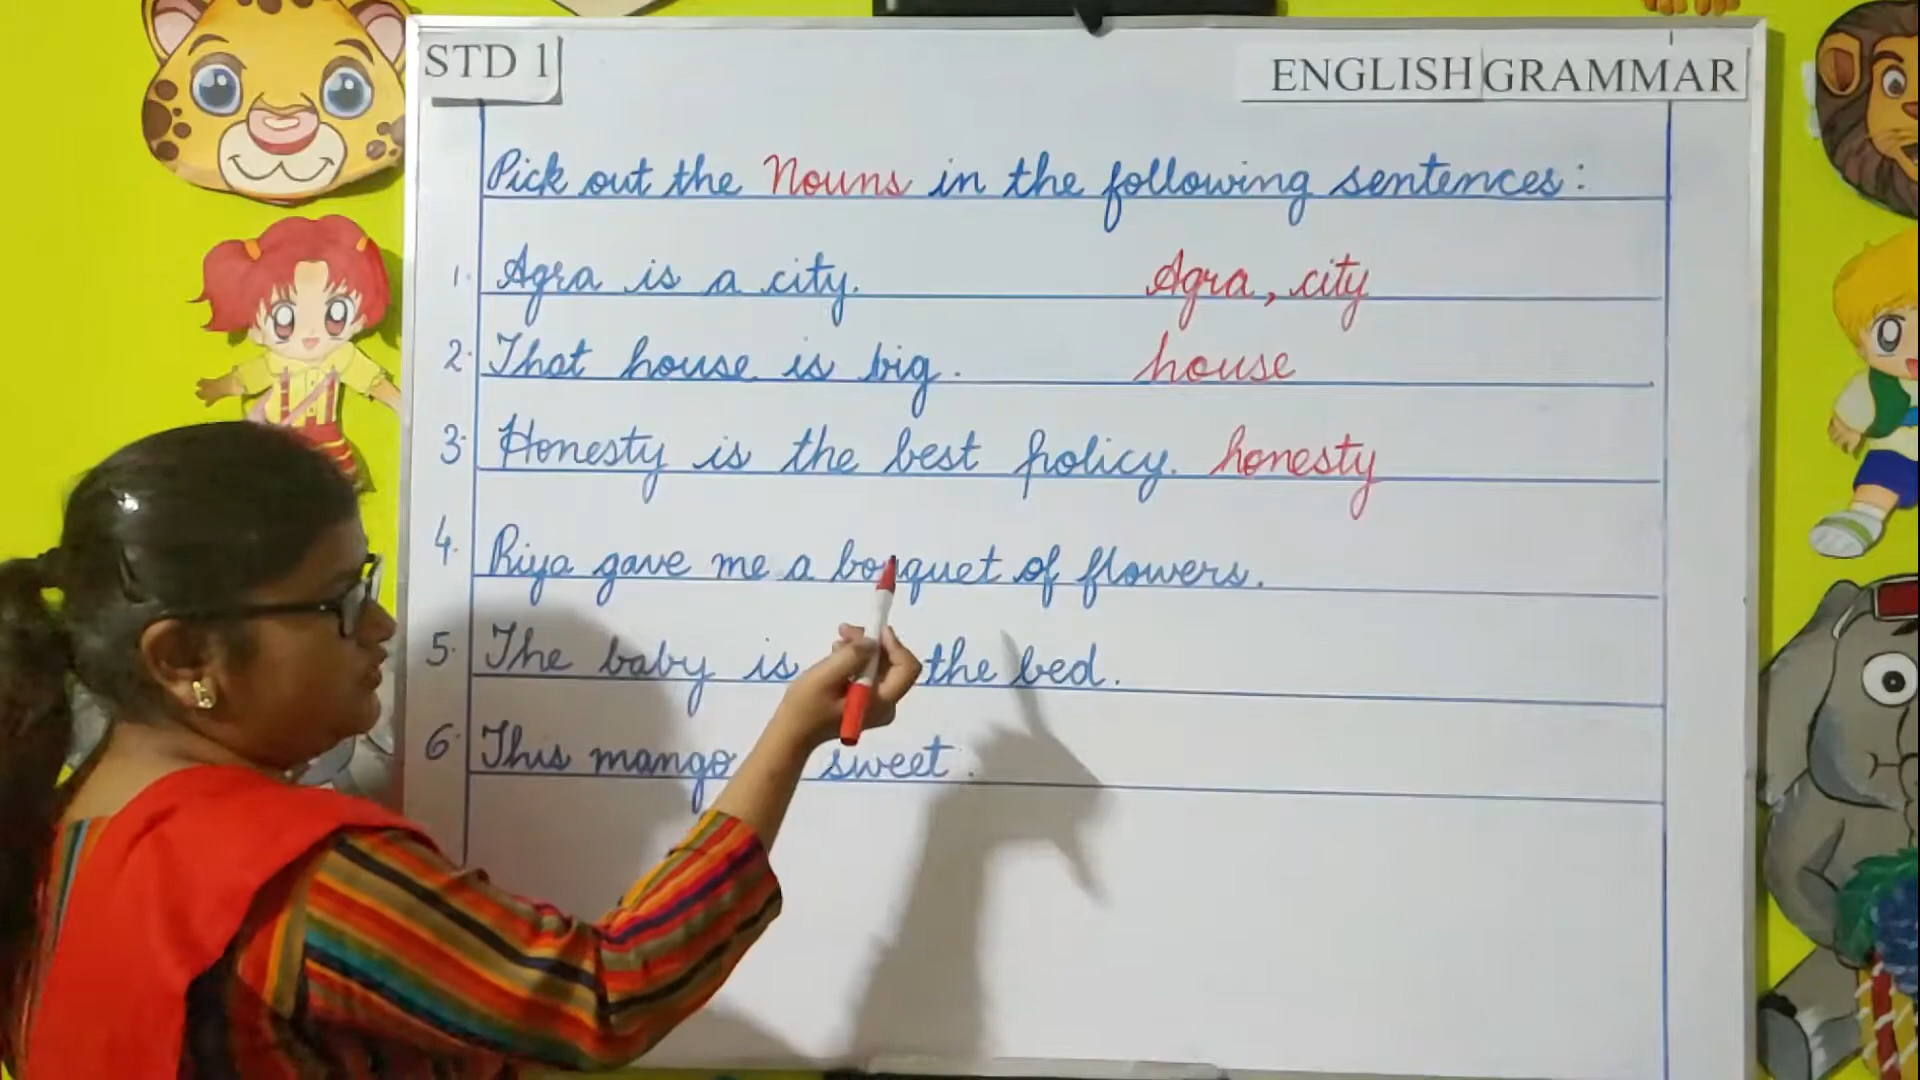 STD 1
ENGLISH GRAMMAR
Pick out the Nouns in the following sentences:
1. Agra is a city. Agra, city
2. That house is big. house
3. Honesty is the best policy. honesty
4. Riya gave me a bouquet of flowers.
5. The baby is the bed.
6. This mango sweet.